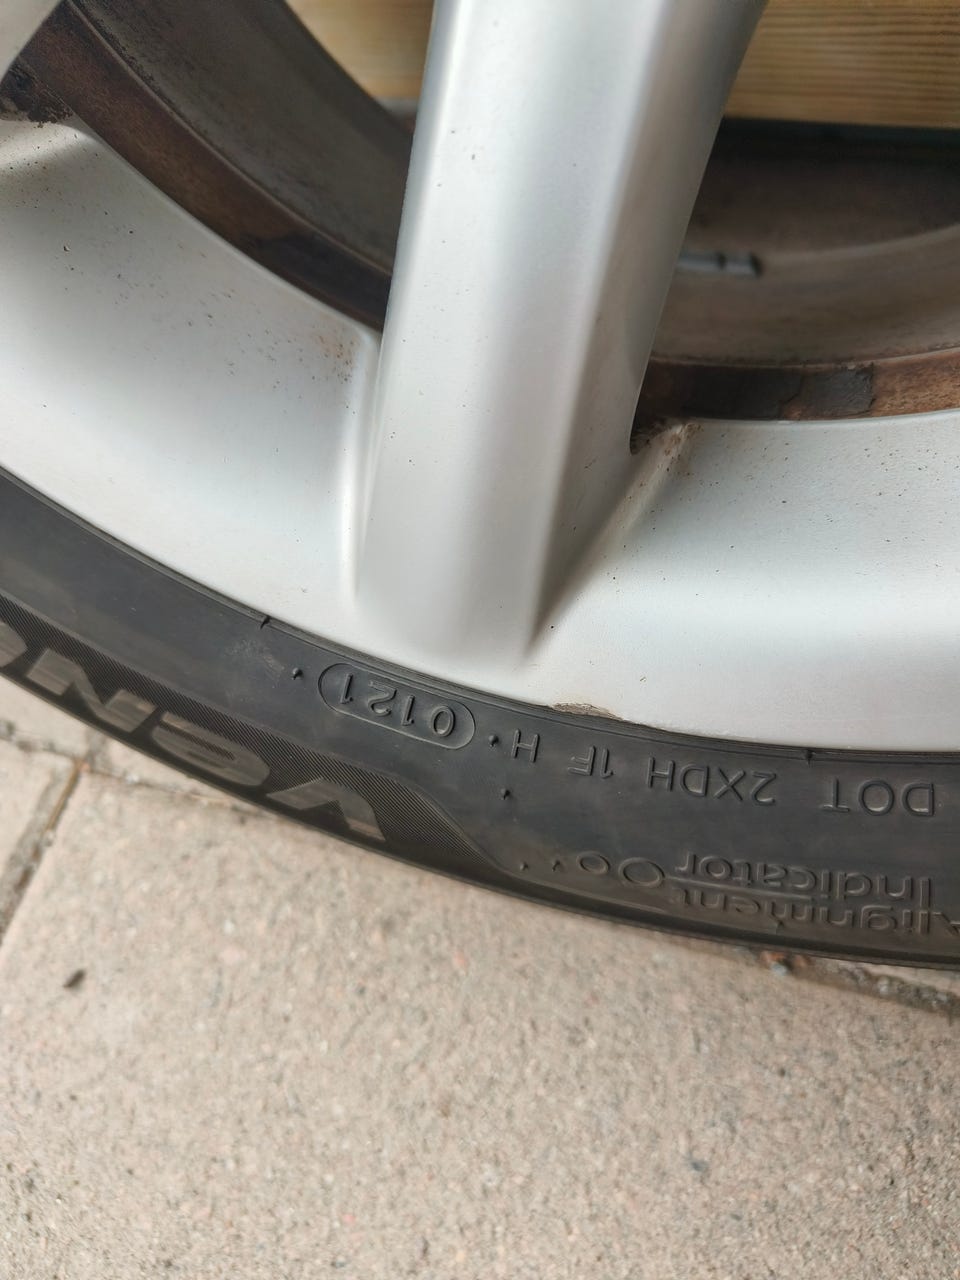 DOT 2XDH 1F H 0121
Alignment
Indicator